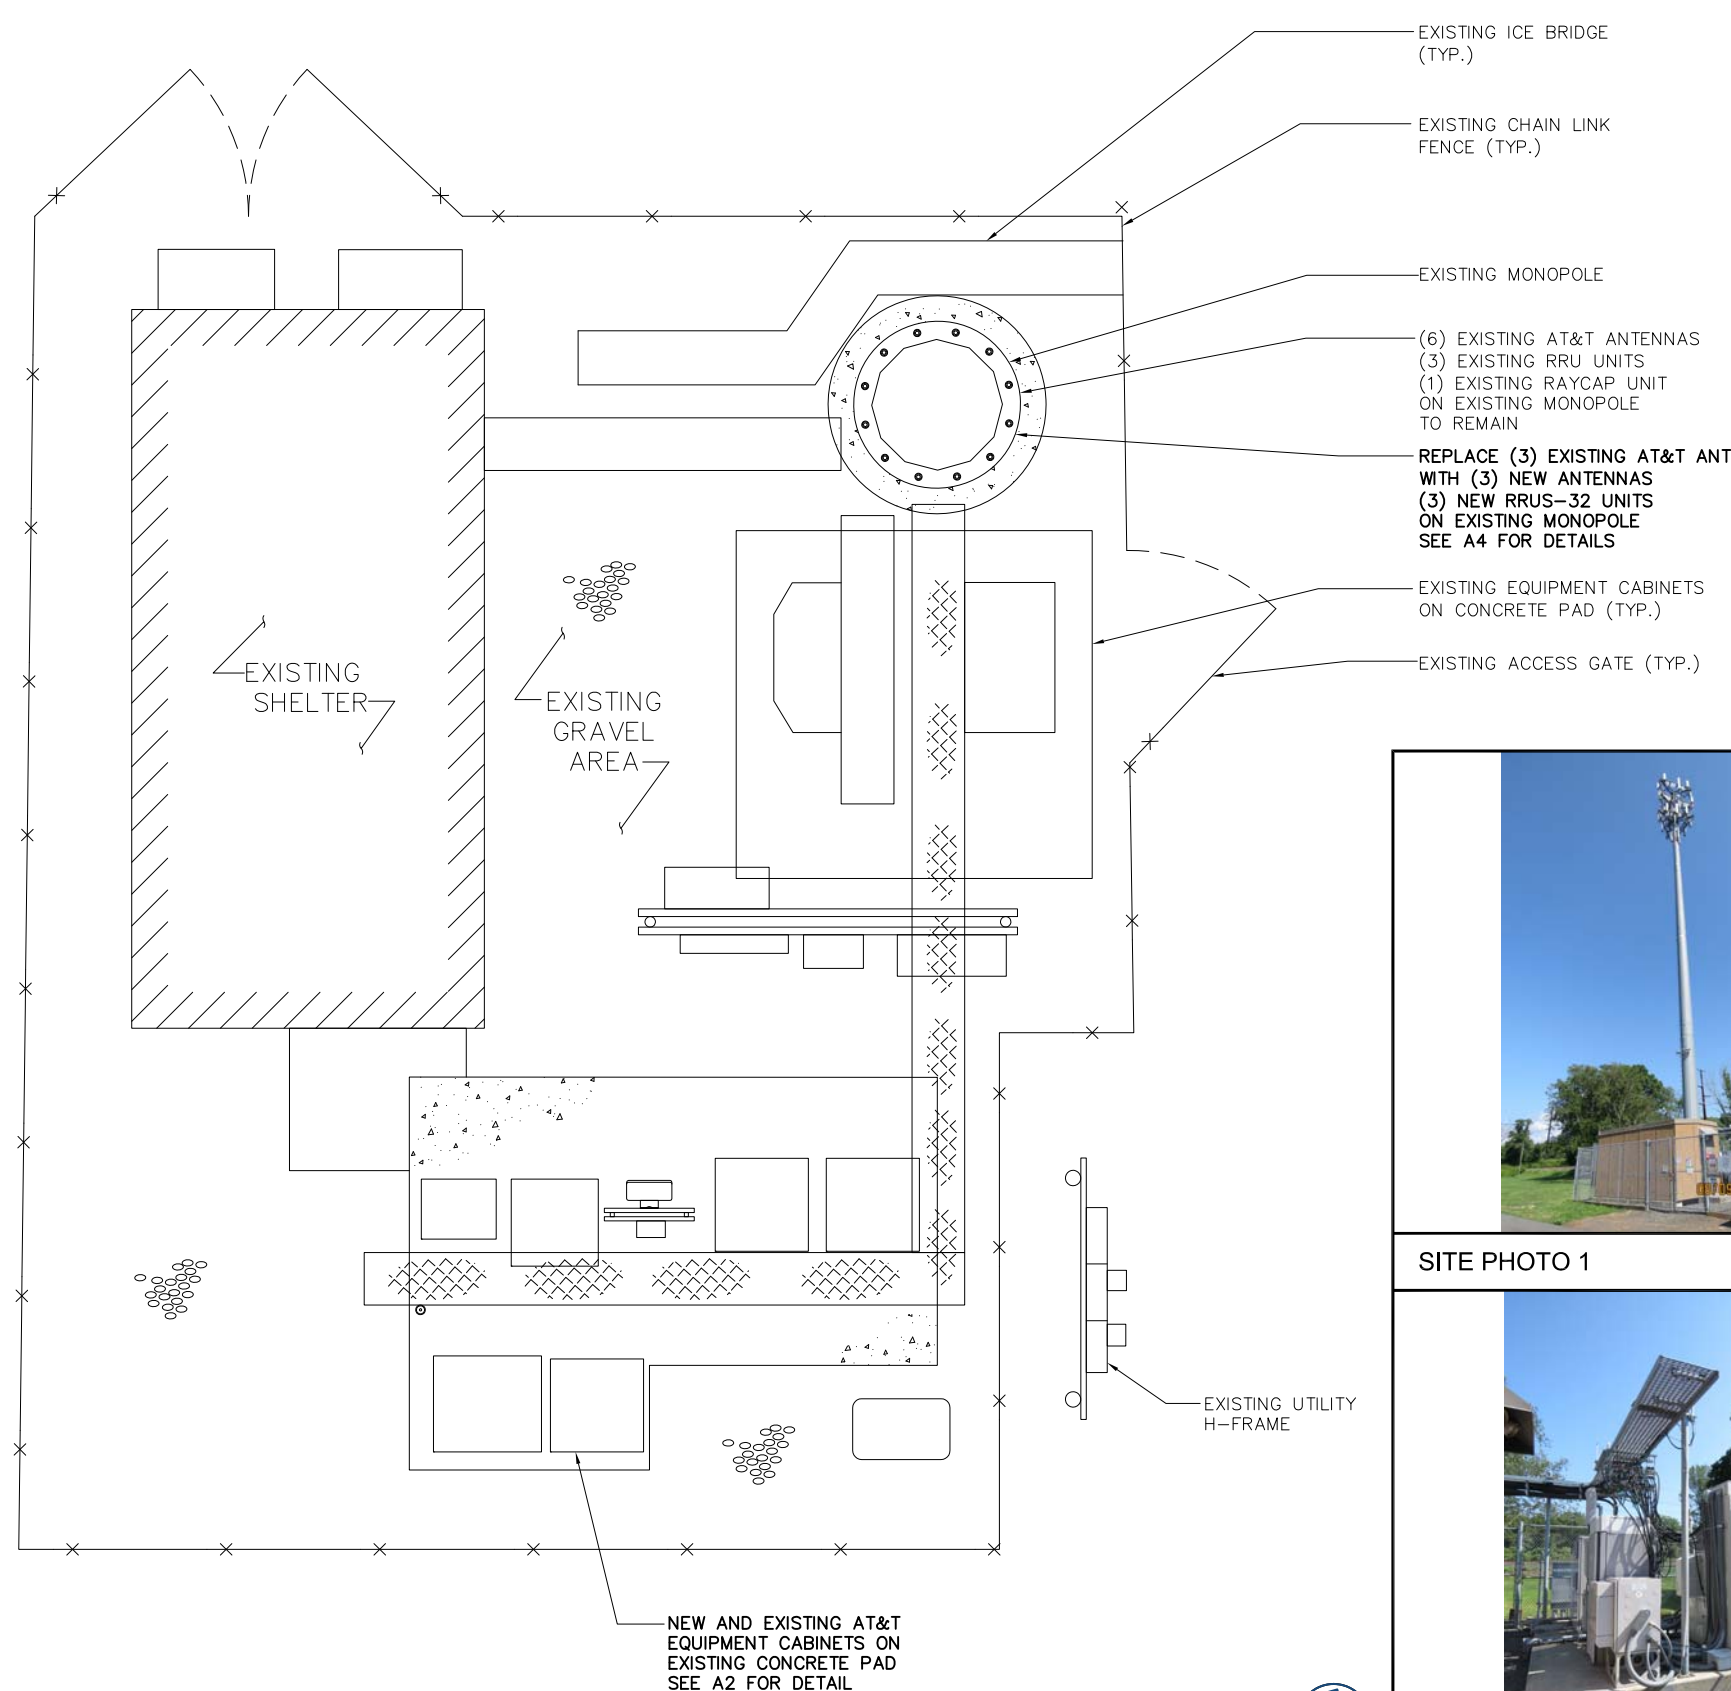 EXISTING ICE BRIDGE
(TYP.)
EXISTING CHAIN LINK
FENCE (TYP.)
EXISTING MONOPOLE
(6) EXISTING AT&T ANTENNAS
(3) EXISTING RRU UNITS
(1) EXISTING RAYCAP UNIT
ON EXISTING MONOPOLE
TO REMAIN
REPLACE (3) EXISTING AT&T ANT
WITH (3) NEW ANTENNAS
(3) NEW RRUS-32 UNITS
ON EXISTING MONOPOLE
SEE A4 FOR DETAILS
EXISTING EQUIPMENT CABINETS
ON CONCRETE PAD (TYP.)
EXISTING ACCESS GATE (TYP.)
EXISTING
SHELTER
EXISTING
GRAVEL
AREA
SITE PHOTO 1
EXISTING UTILITY
H-FRAME
NEW AND EXISTING AT&T
EQUIPMENT CABINETS ON
EXISTING CONCRETE PAD
SEE A2 FOR DETAIL